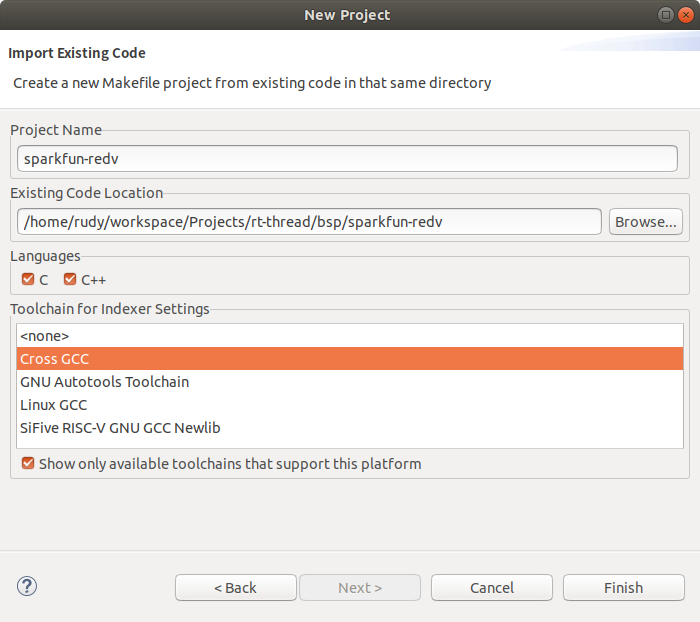 New Project
Import Existing Code
Create a new Makefile project from existing code in that same directory
Project Name
sparkfun-redv
Existing Code Location
/home/rudy/workspace/Projects/rt-thread/bsp/sparkfun-redv
Browse...
Languages
C C++
Toolchain for Indexer Settings
<none>
Cross GCC
GNU Autotools Toolchain
Linux GCC
SiFive RISC-V GNU GCC Newlib
Show only available toolchains that support this platform
? < Back Next > Cancel Finish